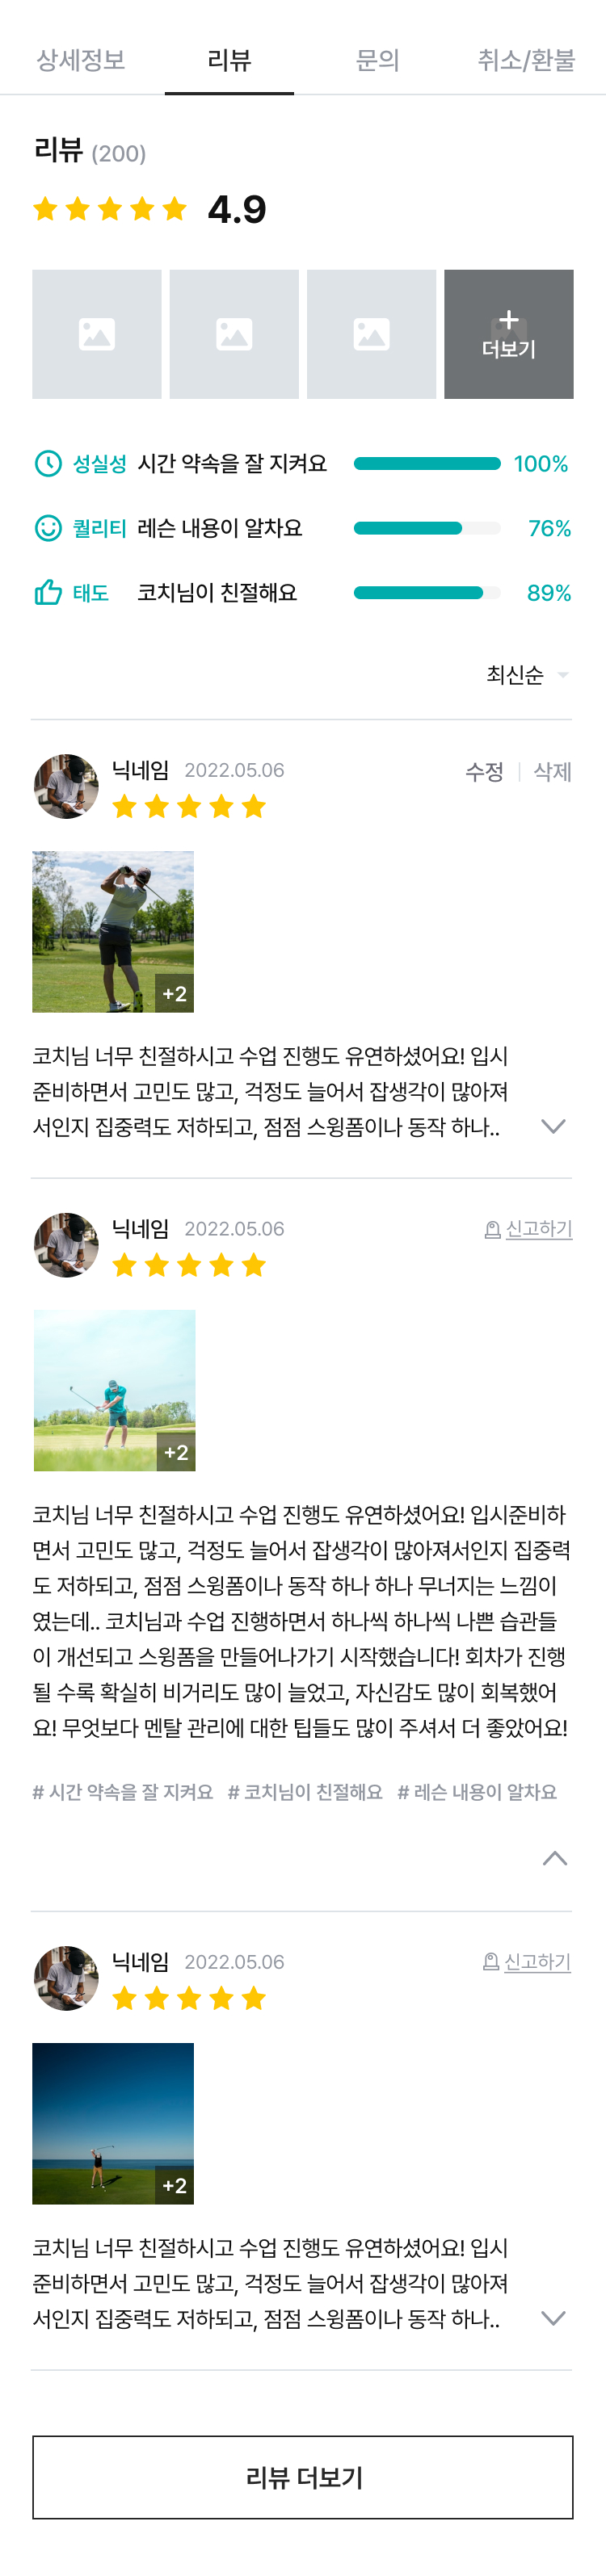 상세정보 리뷰 문의 취소/환불
리뷰 (200)
4.9
더보기
성실성 시간 약속을 잘 지켜요 100%
퀄리티 레슨 내용이 알차요 76%
태도 코치님이 친절해요 89%
최신순
닉네임 2022.05.06 수정 | 삭제
+2
코치님 너무 친절하시고 수업 진행도 유연하셨어요! 입시
준비하면서 고민도 많고, 걱정도 늘어서 잡생각이 많아져
서인지 집중력도 저하되고, 점점 스윙폼이나 동작 하나..
닉네임 2022.05.06 신고하기
+2
코치님 너무 친절하시고 수업 진행도 유연하셨어요! 입시준비하
면서 고민도 많고, 걱정도 늘어서 잡생각이 많아져서인지 집중력
도 저하되고, 점점 스윙폼이나 동작 하나 하나 무너지는 느낌이
였는데.. 코치님과 수업 진행하면서 하나씩 하나씩 나쁜 습관들
이 개선되고 스윙폼을 만들어나가기 시작했습니다! 회차가 진행
될 수록 확실히 비거리도 많이 늘었고, 자신감도 많이 회복했어
요! 무엇보다 멘탈 관리에 대한 팁들도 많이 주셔서 더 좋았어요!
# 시간 약속을 잘 지켜요 # 코치님이 친절해요 # 레슨 내용이 알차요
닉네임 2022.05.06 신고하기
+2
코치님 너무 친절하시고 수업 진행도 유연하셨어요! 입시
준비하면서 고민도 많고, 걱정도 늘어서 잡생각이 많아져
서인지 집중력도 저하되고, 점점 스윙폼이나 동작 하나..
리뷰 더보기